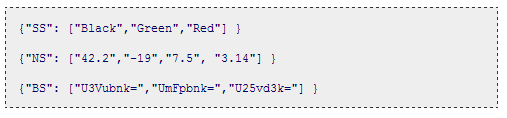 {"SS": ["Black","Green","Red"] }
{"NS": ["42.2","-19","7.5", "3.14"] }
{"BS": ["U3Vubnk=","UmFpbnk=","U25vd3k="] }